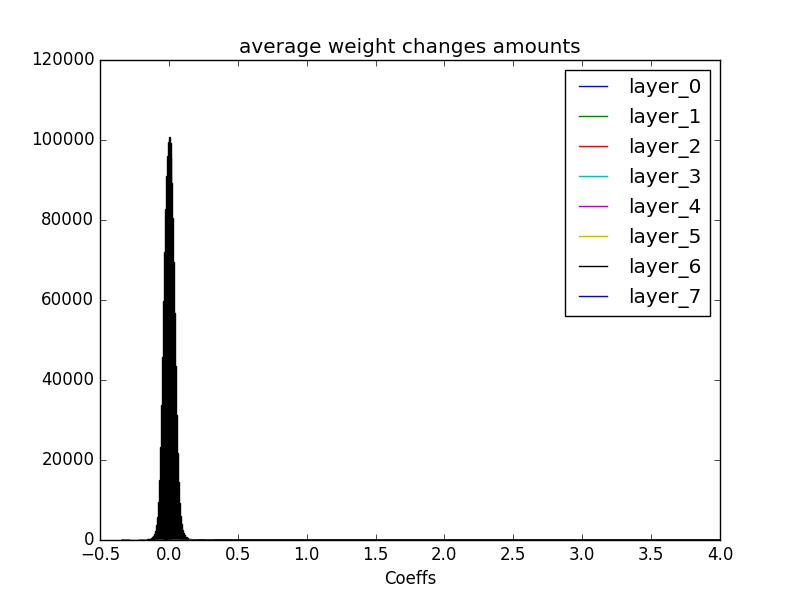 average weight changes amounts
120000
100000
80000
60000
40000
20000
0
−0.5 0.0 0.5 1.0 1.5 2.0 2.5 3.0 3.5 4.0
Coeffs
layer_0
layer_1
layer_2
layer_3
layer_4
layer_5
layer_6
layer_7